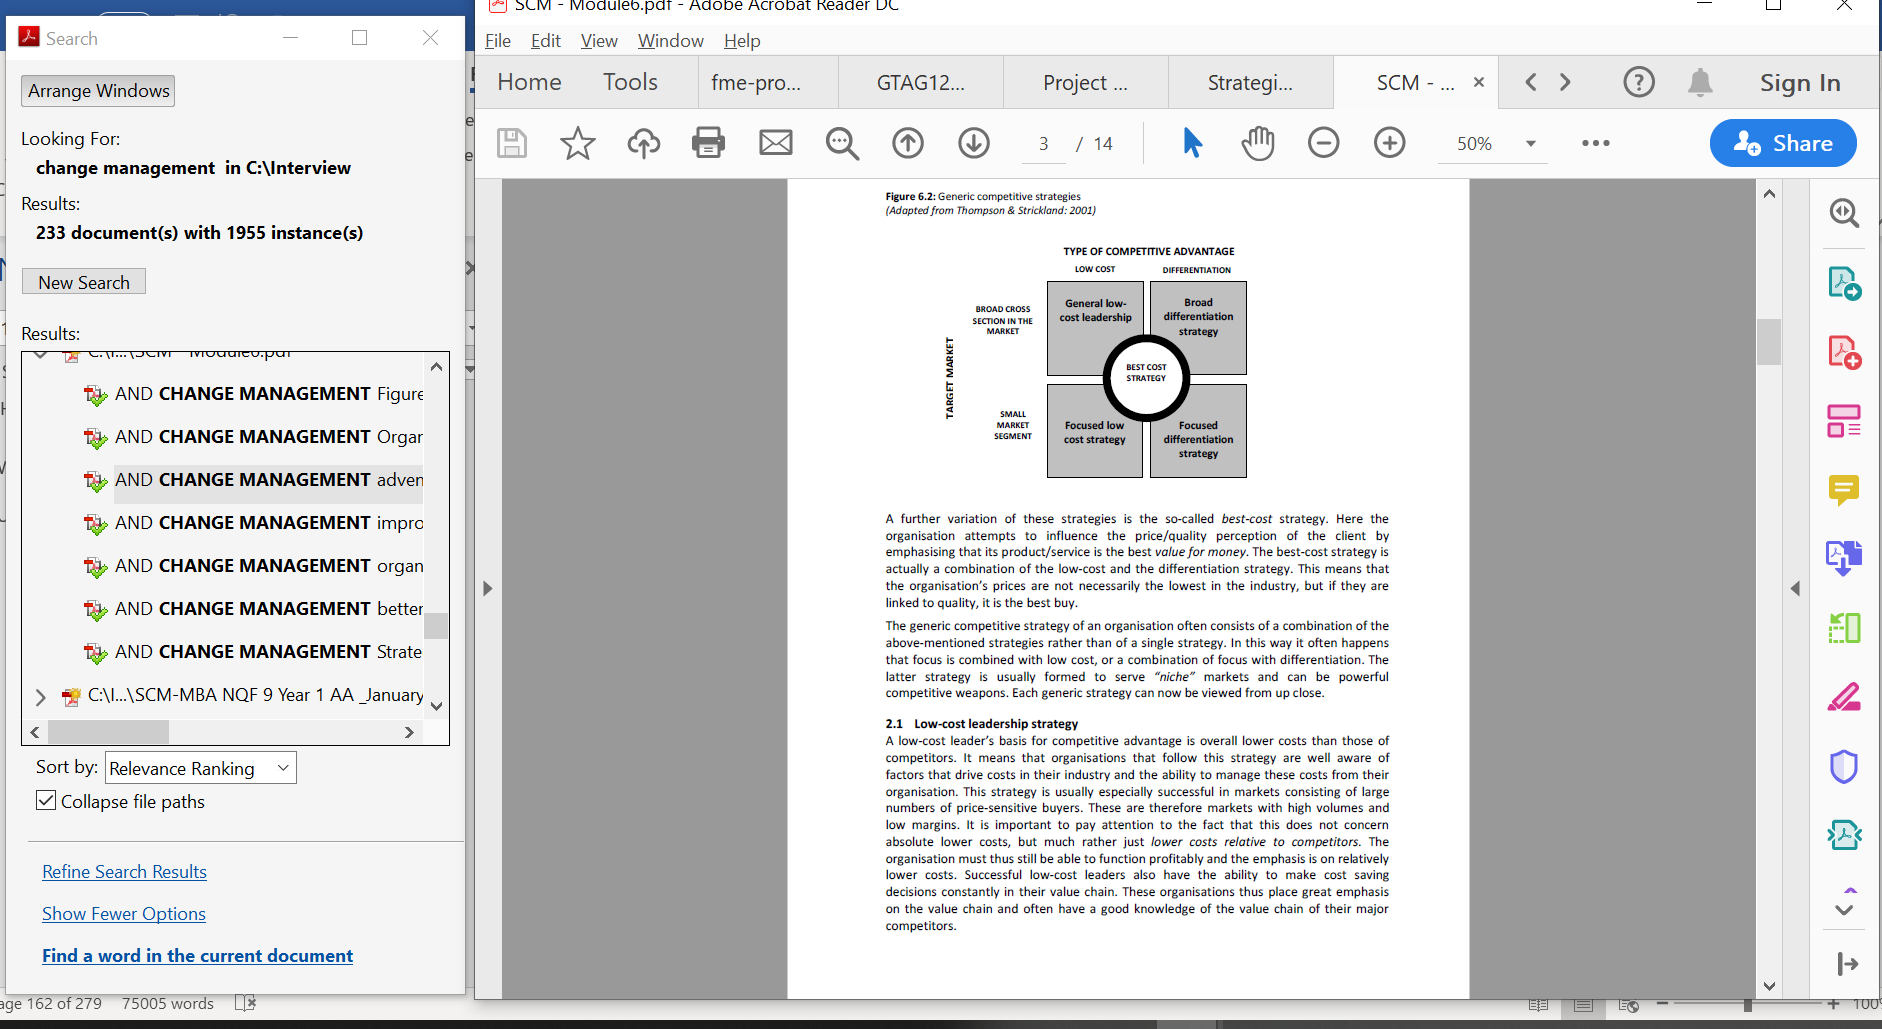 Search
Arrange Windows
Looking For:
change management in C:\Interview
Results:
233 document(s) with 1955 instance(s)
New Search
Results:
C:\I...\SCM - Module6.pdf
AND CHANGE MANAGEMENT Figure
AND CHANGE MANAGEMENT Organ
AND CHANGE MANAGEMENT adven
AND CHANGE MANAGEMENT impro
AND CHANGE MANAGEMENT organ
AND CHANGE MANAGEMENT better
AND CHANGE MANAGEMENT Strate
C:\I...\SCM-MBA NQF 9 Year 1 AA _January
Sort by: Relevance Ranking
Collapse file paths
Refine Search Results
Show Fewer Options
Find a word in the current document
age 162 of 279 75005 words
SCM - Module6.pdf - Adobe Acrobat Reader DC
File Edit View Window Help
Home Tools fme-pro... GTAG12... Project ... Strategi... SCM - ... Sign In
3 / 14 50% Share
Figure 6.2: Generic competitive strategies
(Adapted from Thompson & Strickland: 2001)
TYPE OF COMPETITIVE ADVANTAGE
LOW COST DIFFERENTIATION
TARGET MARKET
BROAD CROSS
SECTION IN THE
MARKET
General low-
cost leadership
Broad
differentiation
strategy
BEST COST
STRATEGY
SMALL
MARKET
SEGMENT
Focused low
cost strategy
Focused
differentiation
strategy
A further variation of these strategies is the so-called best-cost strategy. Here the
organisation attempts to influence the price/quality perception of the client by
emphasising that its product/service is the best value for money. The best-cost strategy is
actually a combination of the low-cost and the differentiation strategy. This means that
the organisation's prices are not necessarily the lowest in the industry, but if they are
linked to quality, it is the best buy.
The generic competitive strategy of an organisation often consists of a combination of the
above-mentioned strategies rather than of a single strategy. In this way it often happens
that focus is combined with low cost, or a combination of focus with differentiation. The
latter strategy is usually formed to serve “niche” markets and can be powerful
competitive weapons. Each generic strategy can now be viewed from up close.
2.1 Low-cost leadership strategy
A low-cost leader’s basis for competitive advantage is overall lower costs than those of
competitors. It means that organisations that follow this strategy are well aware of
factors that drive costs in their industry and the ability to manage these costs from their
organisation. This strategy is usually especially successful in markets consisting of large
numbers of price-sensitive buyers. These are therefore markets with high volumes and
low margins. It is important to pay attention to the fact that this does not concern
absolute lower costs, but much rather just lower costs relative to competitors. The
organisation must thus still be able to function profitably and the emphasis is on relatively
lower costs. Successful low-cost leaders also have the ability to make cost saving
decisions constantly in their value chain. These organisations thus place great emphasis
on the value chain and often have a good knowledge of the value chain of their major
competitors.
100%